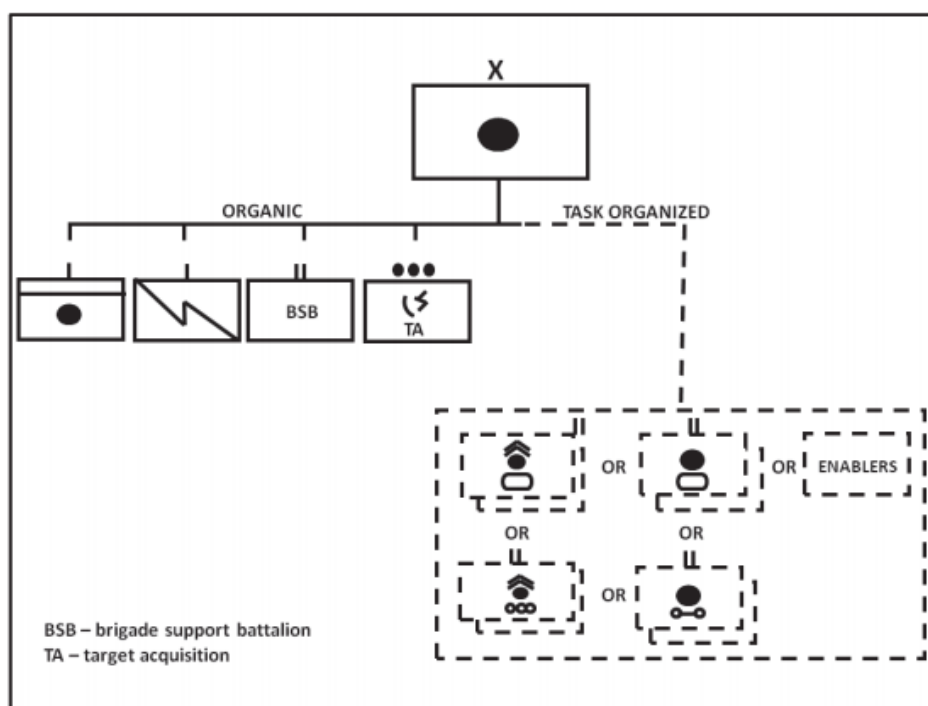 X
ORGANIC
TASK ORGANIZED
BSB
TA
OR
OR
ENABLERS
OR
OR
OR
BSB – brigade support battalion
TA – target acquisition